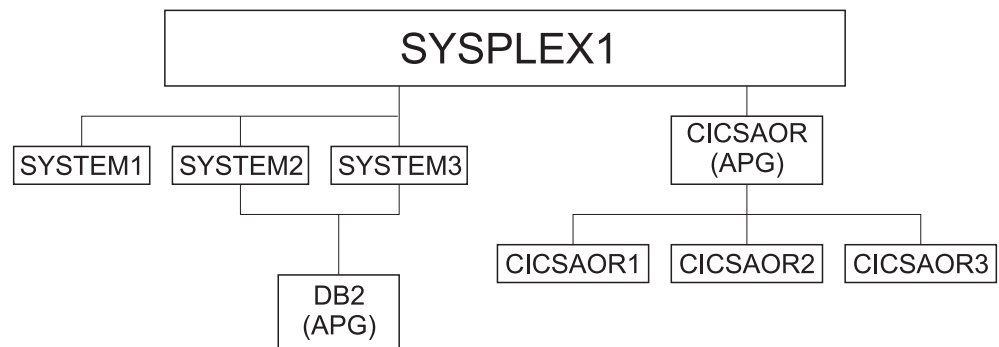 SYSPLEX1
SYSTEM1
SYSTEM2
SYSTEM3
CICSAOR
(APG)
CICSAOR1
CICSAOR2
CICSAOR3
DB2
(APG)